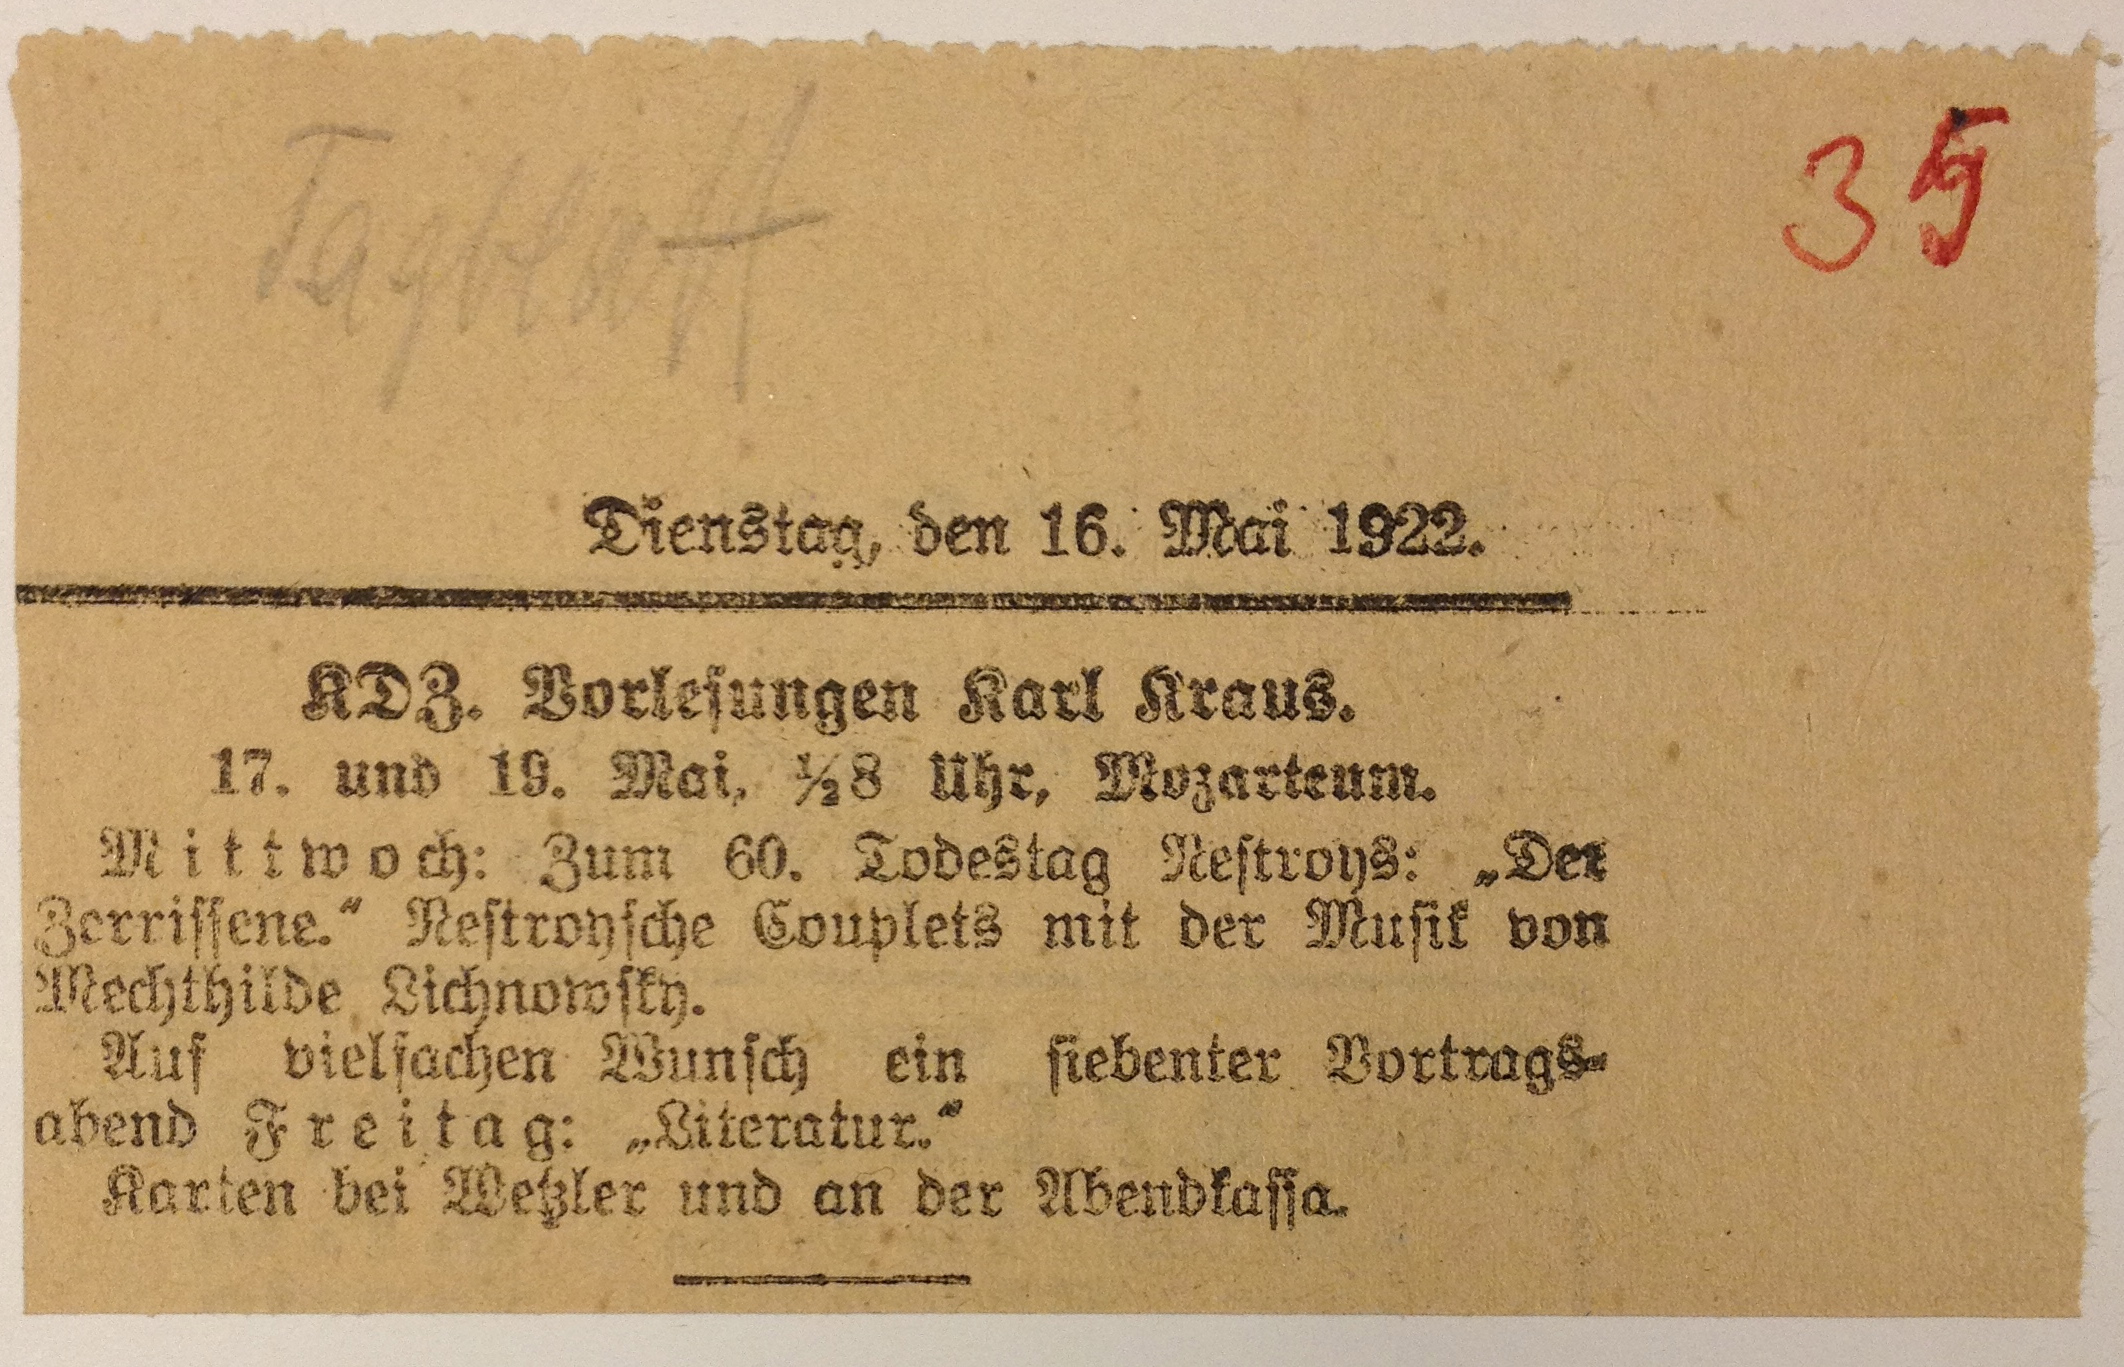 Tagblatt
35
Dienstag, den 16. Mai 1922.
KDZ. Vorlesungen Karl Kraus.
17. und 19. Mai, ½8 Uhr, Mozarteum.
Mittwoch: Zum 60. Todestag Nestroys: „Der
Zerrissene.“ Nestroysche Couplets mit der Musik von
Mechthilde Lichnowsky.
Auf vielfachen Wunsch ein siebenter Vortrags-
abend Freitag: „Literatur.“
Karten bei Wetzler und an der Abendkassa.